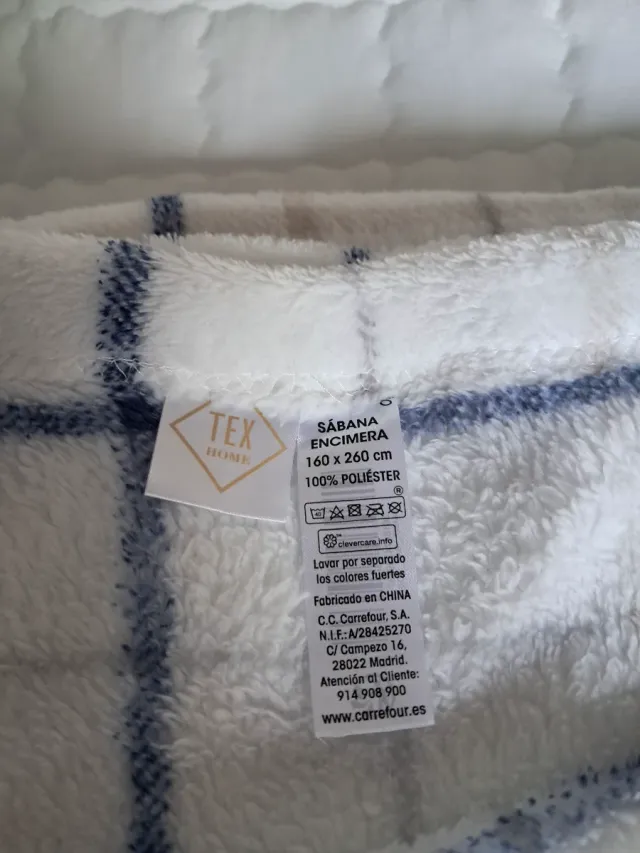 TEX
HOME
SÁBANA
ENCIMERA
160 x 260 cm
100% POLIÉSTER
®
40
clevercare.info
Lavar por separado
los colores fuertes
Fabricado en CHINA
C.C. Carrefour, S.A.
N.I.F.: A/28425270
C/ Campezo 16,
28022 Madrid.
Atención al Cliente:
914 908 900
www.carrefour.es